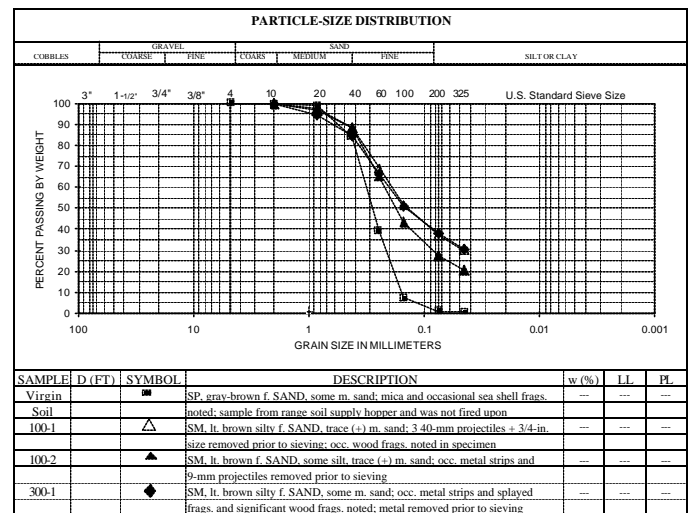 PARTICLE-SIZE DISTRIBUTION
GRAVEL SAND
COBBLES COARSE FINE COARS MEDIUM FINE SILT OR CLAY
3" 1-1/2" 3/4" 3/8" 4 10 20 40 60 100 200 325 U.S. Standard Sieve Size
PERCENT PASSING BY WEIGHT
100
90
80
70
60
50
40
30
20
10
0
100 10 1 0.1 0.01 0.001
GRAIN SIZE IN MILLIMETERS
SAMPLE D (FT) SYMBOL DESCRIPTION w (%) LL PL
Virgin SP, gray-brown f. SAND, some m. sand; mica and occasional sea shell frags. --- --- ---
Soil noted; sample from range soil supply hopper and was not fired upon
100-1 SM, lt. brown silty f. SAND, trace (+) m. sand; 3 40-mm projectiles + 3/4-in. --- --- ---
size removed prior to sieving; occ. wood frags. noted in specimen
100-2 SM, lt. brown f. SAND, some silt, trace (+) m. sand; occ. metal strips and --- --- ---
9-mm projectiles removed prior to sieving
300-1 SM, lt. brown silty f. SAND, some m. sand; occ. metal strips and splayed --- --- ---
frags. and significant wood frags. noted; metal removed prior to sieving